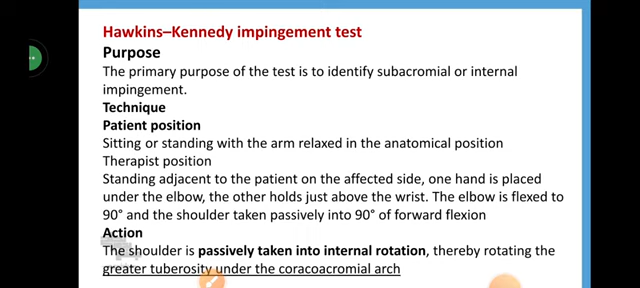 Hawkins–Kennedy impingement test
Purpose
The primary purpose of the test is to identify subacromial or internal
impingement.
Technique
Patient position
Sitting or standing with the arm relaxed in the anatomical position
Therapist position
Standing adjacent to the patient on the affected side, one hand is placed
under the elbow, the other holds just above the wrist. The elbow is flexed to
90° and the shoulder taken passively into 90° of forward flexion
Action
The shoulder is passively taken into internal rotation, thereby rotating the
greater tuberosity under the coracoacromial arch